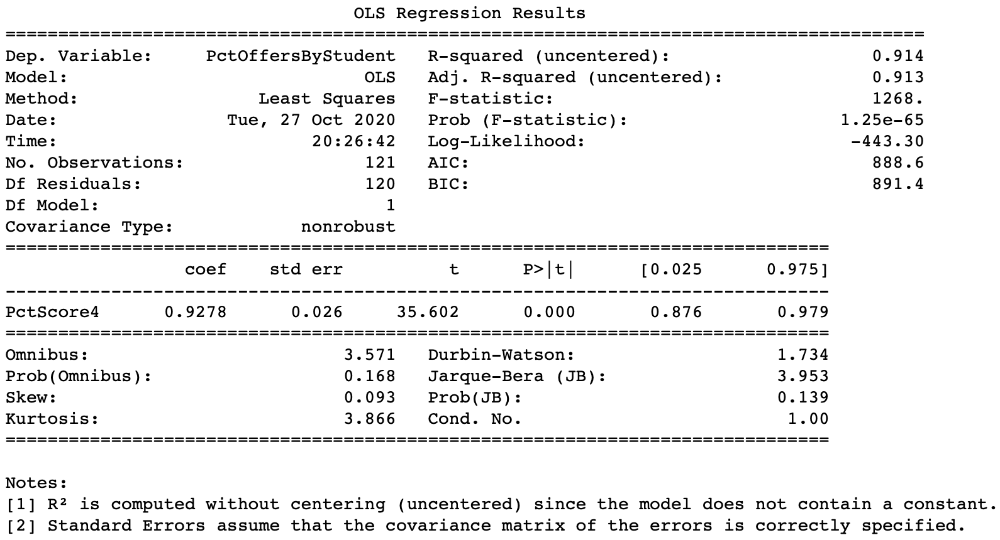 OLS Regression Results
=======================================================================================
Dep. Variable:     PctOffersByStudent   R-squared (uncentered):                   0.914
Model:                            OLS   Adj. R-squared (uncentered):              0.913
Method:                 Least Squares   F-statistic:                              1268.
Date:                Tue, 27 Oct 2020   Prob (F-statistic):                    1.25e-65
Time:                        20:26:42   Log-Likelihood:                         -443.30
No. Observations:                 121   AIC:                                      888.6
Df Residuals:                     120   BIC:                                      891.4
Df Model:                           1
Covariance Type:            nonrobust
==============================================================================
                 coef    std err          t      P>|t|      [0.025      0.975]
------------------------------------------------------------------------------
PctScore4      0.9278      0.026     35.602      0.000       0.876       0.979
==============================================================================
Omnibus:                        3.571   Durbin-Watson:                   1.734
Prob(Omnibus):                  0.168   Jarque-Bera (JB):                3.953
Skew:                           0.093   Prob(JB):                        0.139
Kurtosis:                       3.866   Cond. No.                         1.00
==============================================================================

Notes:
[1] R² is computed without centering (uncentered) since the model does not contain a constant.
[2] Standard Errors assume that the covariance matrix of the errors is correctly specified.